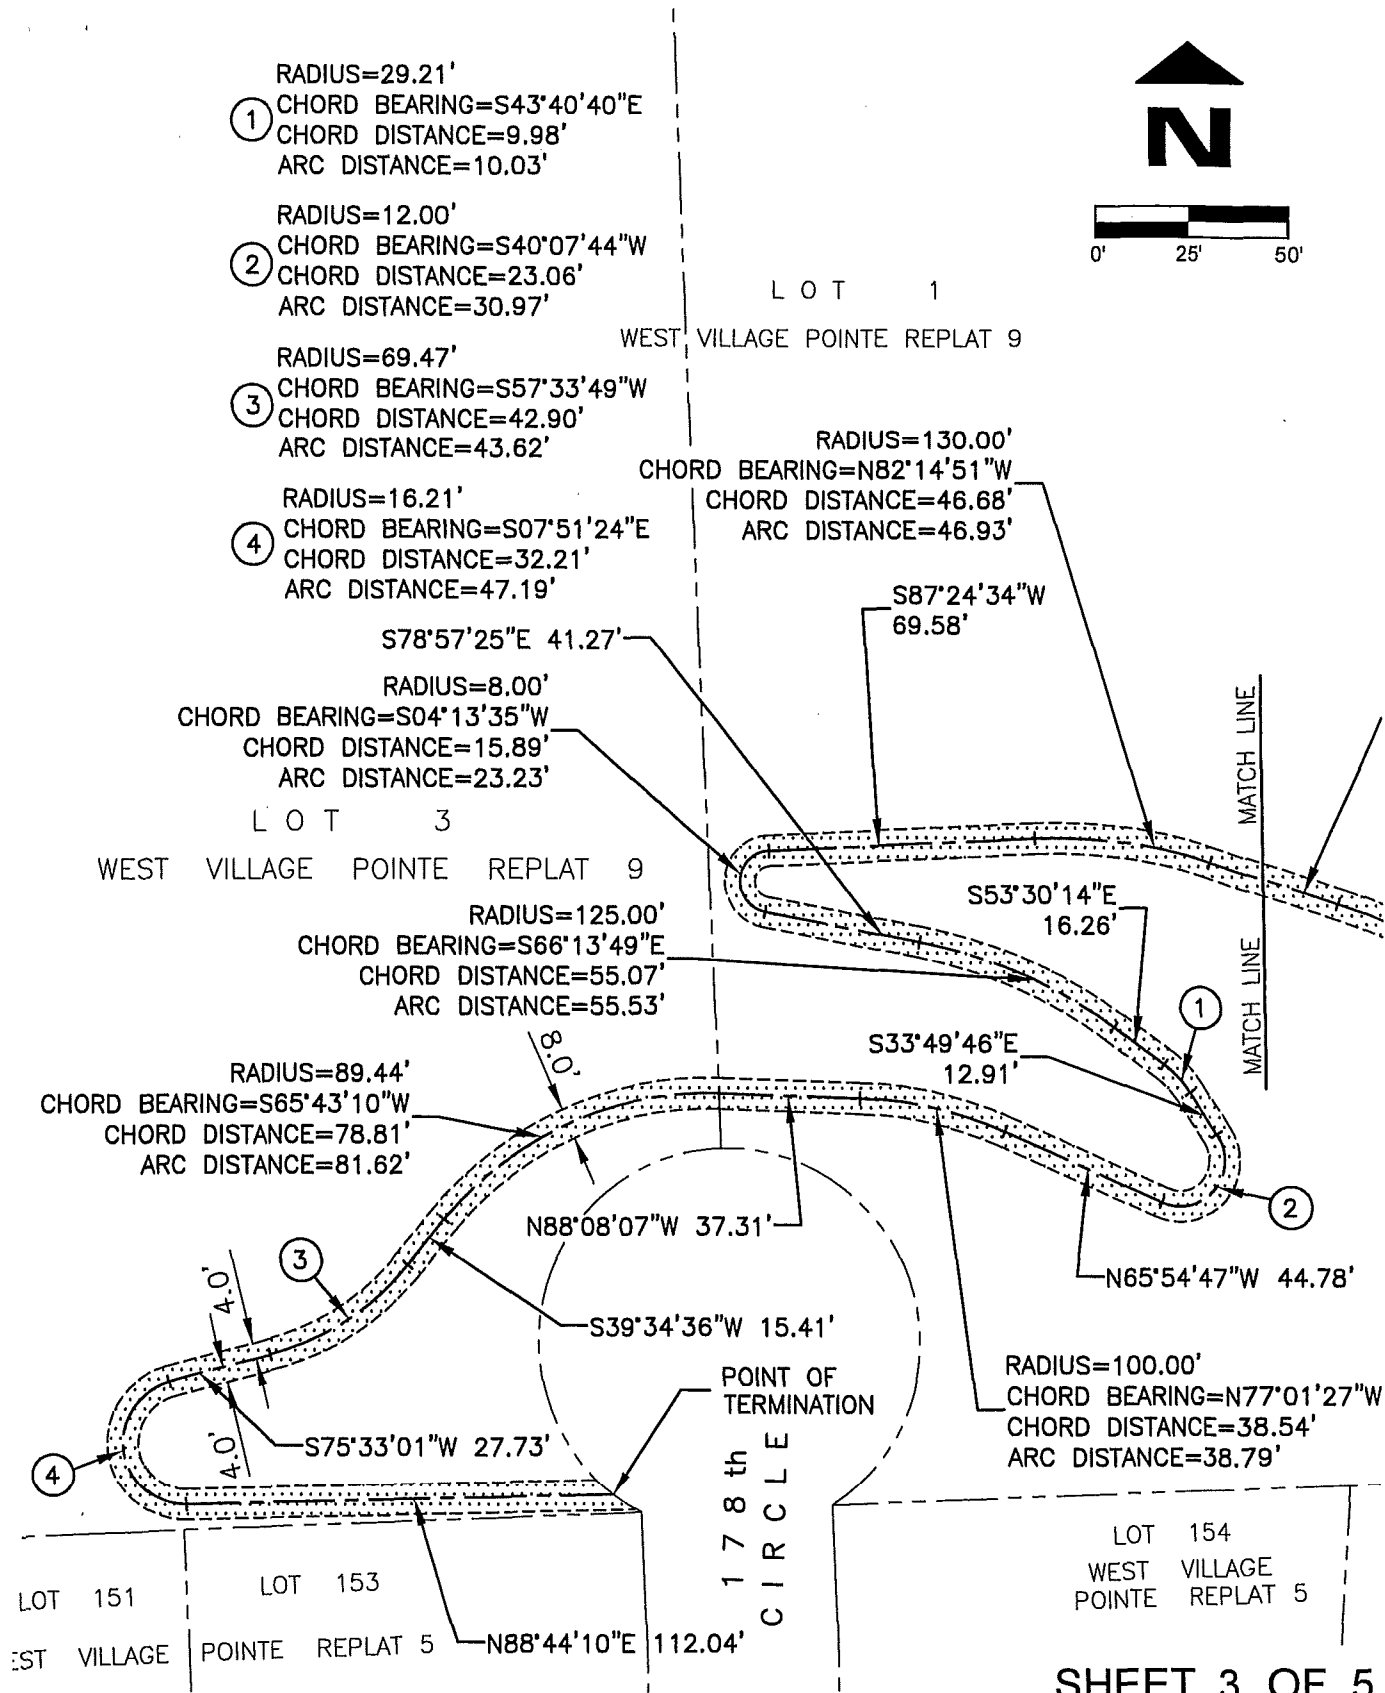 RADIUS=29.21'
1 CHORD BEARING=S43°40'40"E
CHORD DISTANCE=9.98'
ARC DISTANCE=10.03'
RADIUS=12.00'
2 CHORD BEARING=S40°07'44"W
CHORD DISTANCE=23.06'
ARC DISTANCE=30.97'
RADIUS=69.47'
3 CHORD BEARING=S57°33'49"W
CHORD DISTANCE=42.90'
ARC DISTANCE=43.62'
RADIUS=16.21'
4 CHORD BEARING=S07°51'24"E
CHORD DISTANCE=32.21'
ARC DISTANCE=47.19'
N
0' 25' 50'
LOT 1
WEST VILLAGE POINTE REPLAT 9
RADIUS=130.00'
CHORD BEARING=N82°14'51"W
CHORD DISTANCE=46.68'
ARC DISTANCE=46.93'
S87°24'34"W
69.58'
S78°57'25"E 41.27'
RADIUS=8.00'
CHORD BEARING=S04°13'35"W
CHORD DISTANCE=15.89'
ARC DISTANCE=23.23'
MATCH LINE
MATCH LINE
LOT 3
WEST VILLAGE POINTE REPLAT 9
S53°30'14"E
16.26'
RADIUS=125.00'
CHORD BEARING=S66°13'49"E
CHORD DISTANCE=55.07'
ARC DISTANCE=55.53'
1
S33°49'46"E
12.91'
8.0'
RADIUS=89.44'
CHORD BEARING=S65°43'10"W
CHORD DISTANCE=78.81'
ARC DISTANCE=81.62'
2
N88°08'07"W 37.31'
3
4.0'
N65°54'47"W 44.78'
S39°34'36"W 15.41'
POINT OF
TERMINATION
RADIUS=100.00'
CHORD BEARING=N77°01'27"W
CHORD DISTANCE=38.54'
ARC DISTANCE=38.79'
S75°33'01"W 27.73'
4.0'
4
178th
CIRCLE
LOT 154
WEST VILLAGE
POINTE REPLAT 5
LOT 151
LOT 153
EST VILLAGE POINTE REPLAT 5
N88°44'10"E 112.04'
SHEET 3 OF 5